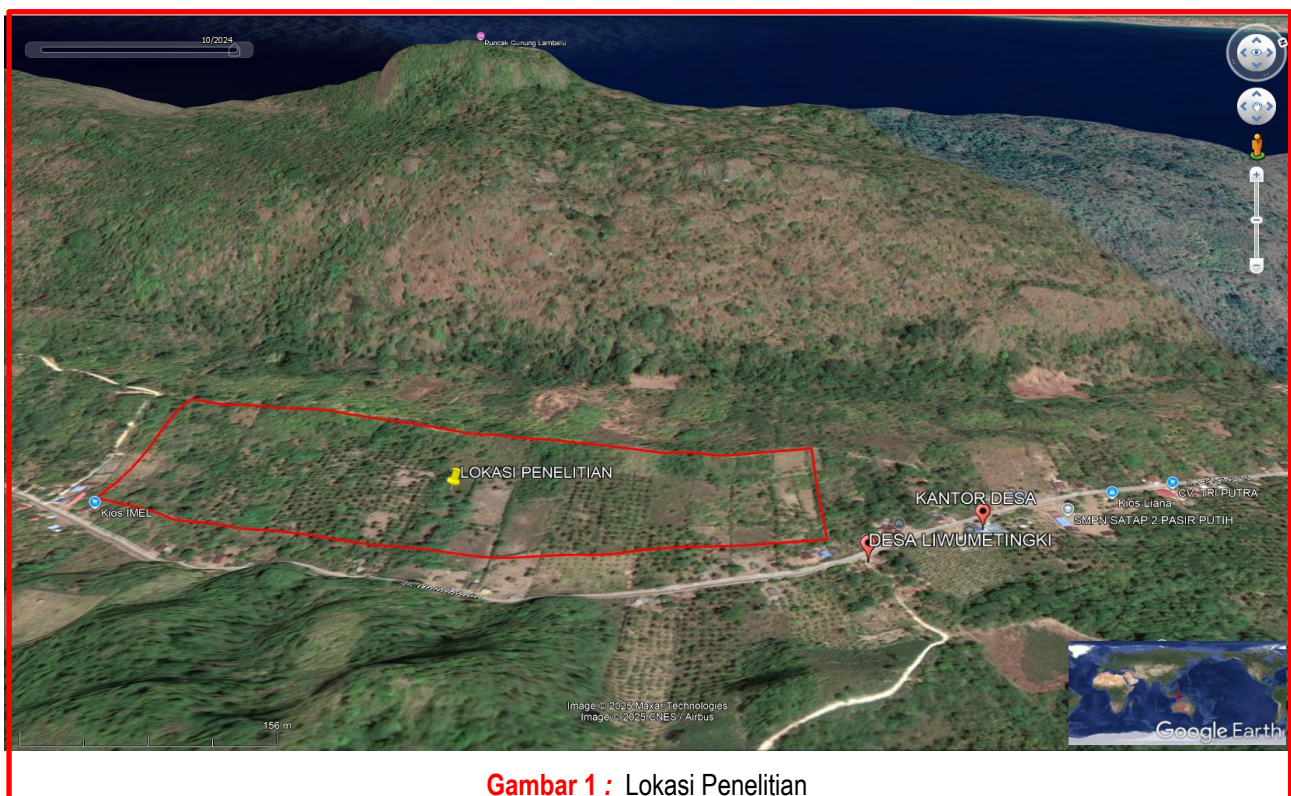 10/2024
Puncak Gunung Lambelu
LOKASI PENELITIAN
Kios IMEL
KANTOR DESA
CV. TRI PUTRA
Kios Liana
SMPN SATAP 2 PASIR PUTIH
DESA LIWUMETINGKI
Image © 2025 Maxar Technologies
Image © 2025 CNES / Airbus
156 m
Google Earth
Gambar 1 : Lokasi Penelitian